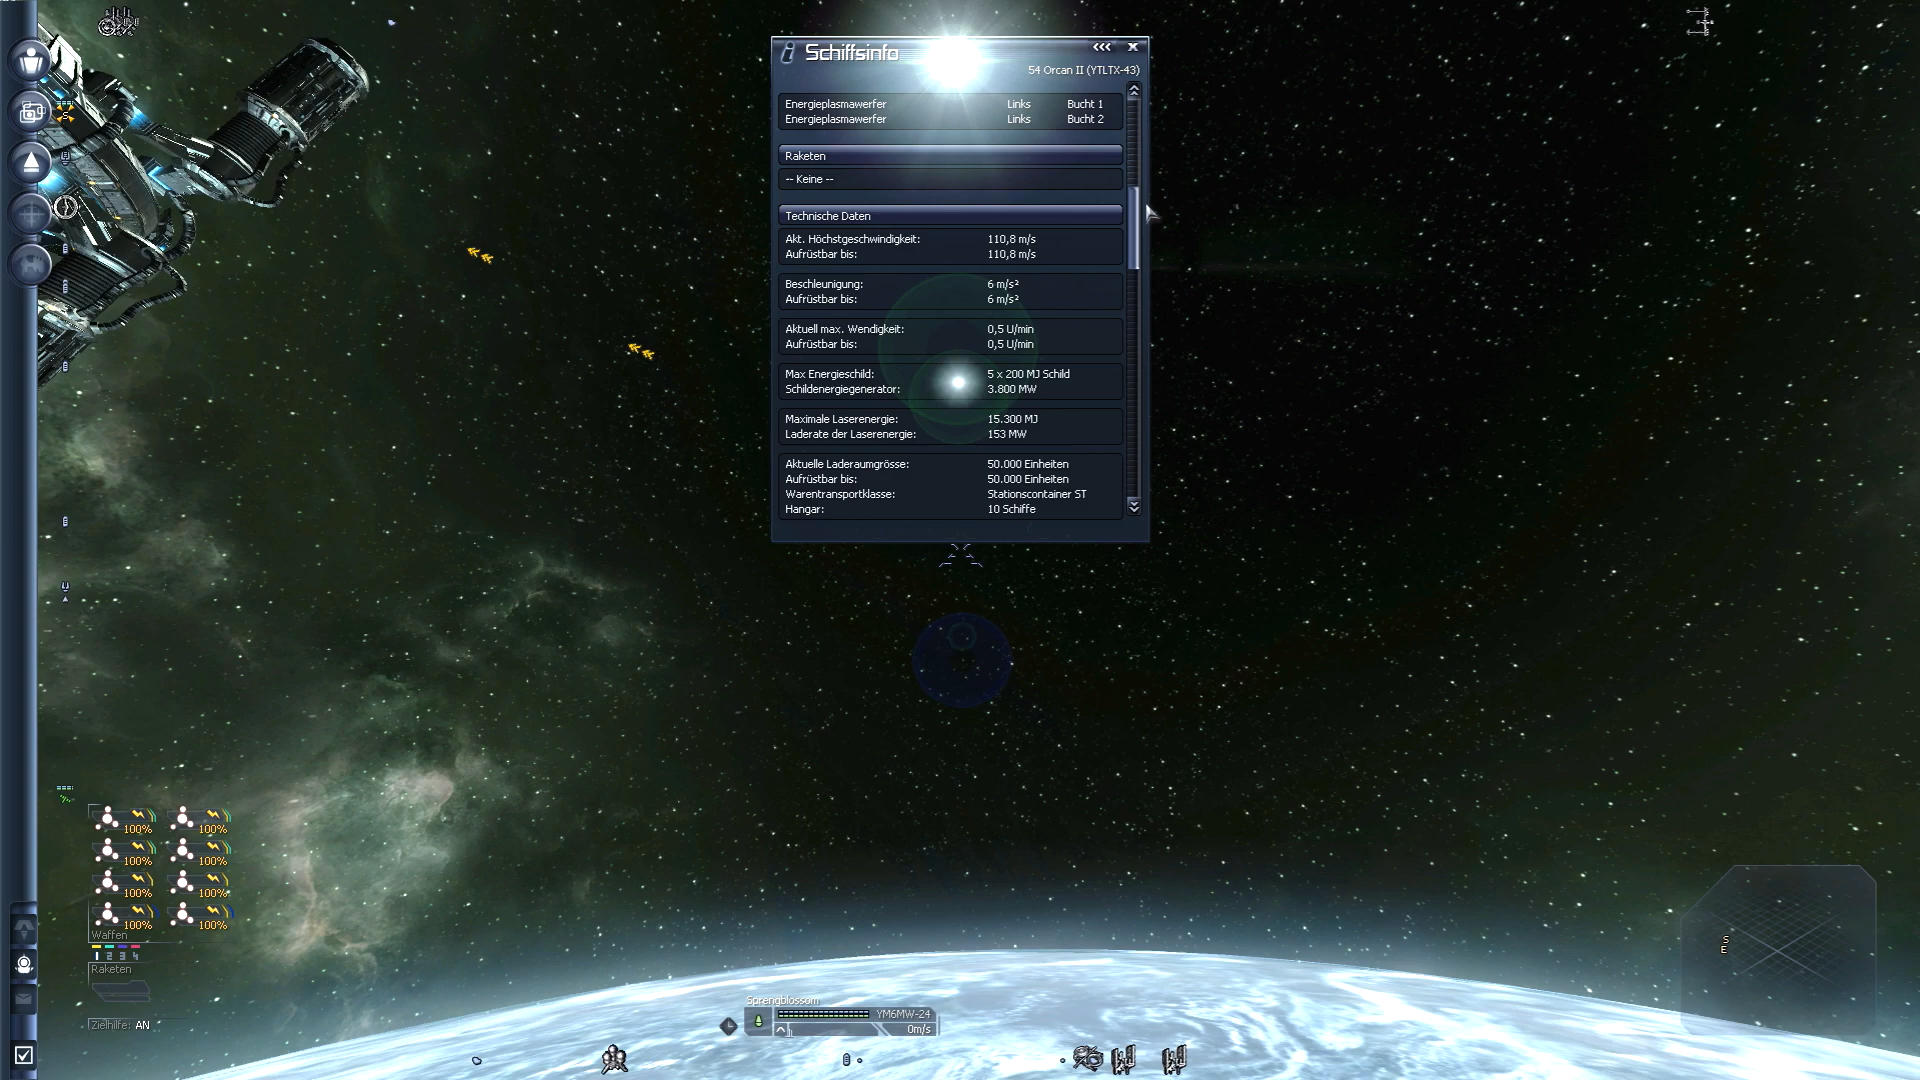 Schiffsinfo
54 Orcan II (YTLTX-43)
Energieplasmawerfer Links Bucht 1
Energieplasmawerfer Links Bucht 2
Raketen
-- Keine --
Technische Daten
Akt. Höchstgeschwindigkeit: 110,8 m/s
Aufrüstbar bis: 110,8 m/s
Beschleunigung: 6 m/s²
Aufrüstbar bis: 6 m/s²
Aktuell max. Wendigkeit: 0,5 U/min
Aufrüstbar bis: 0,5 U/min
Max Energieschild: 5 x 200 MJ Schild
Schildenergiegenerator: 3.800 MW
Maximale Laserenergie: 15.300 MJ
Laderate der Laserenergie: 153 MW
Aktuelle Laderaumgrösse: 50.000 Einheiten
Aufrüstbar bis: 50.000 Einheiten
Warentransportklasse: Stationscontainer ST
Hangar: 10 Schiffe
100% 100%
100% 100%
100% 100%
100% 100%
Waffen
1 2 3 4
Raketen
Zielhilfe: AN
Sprengblossom
YM6MW-24
0m/s
S
E